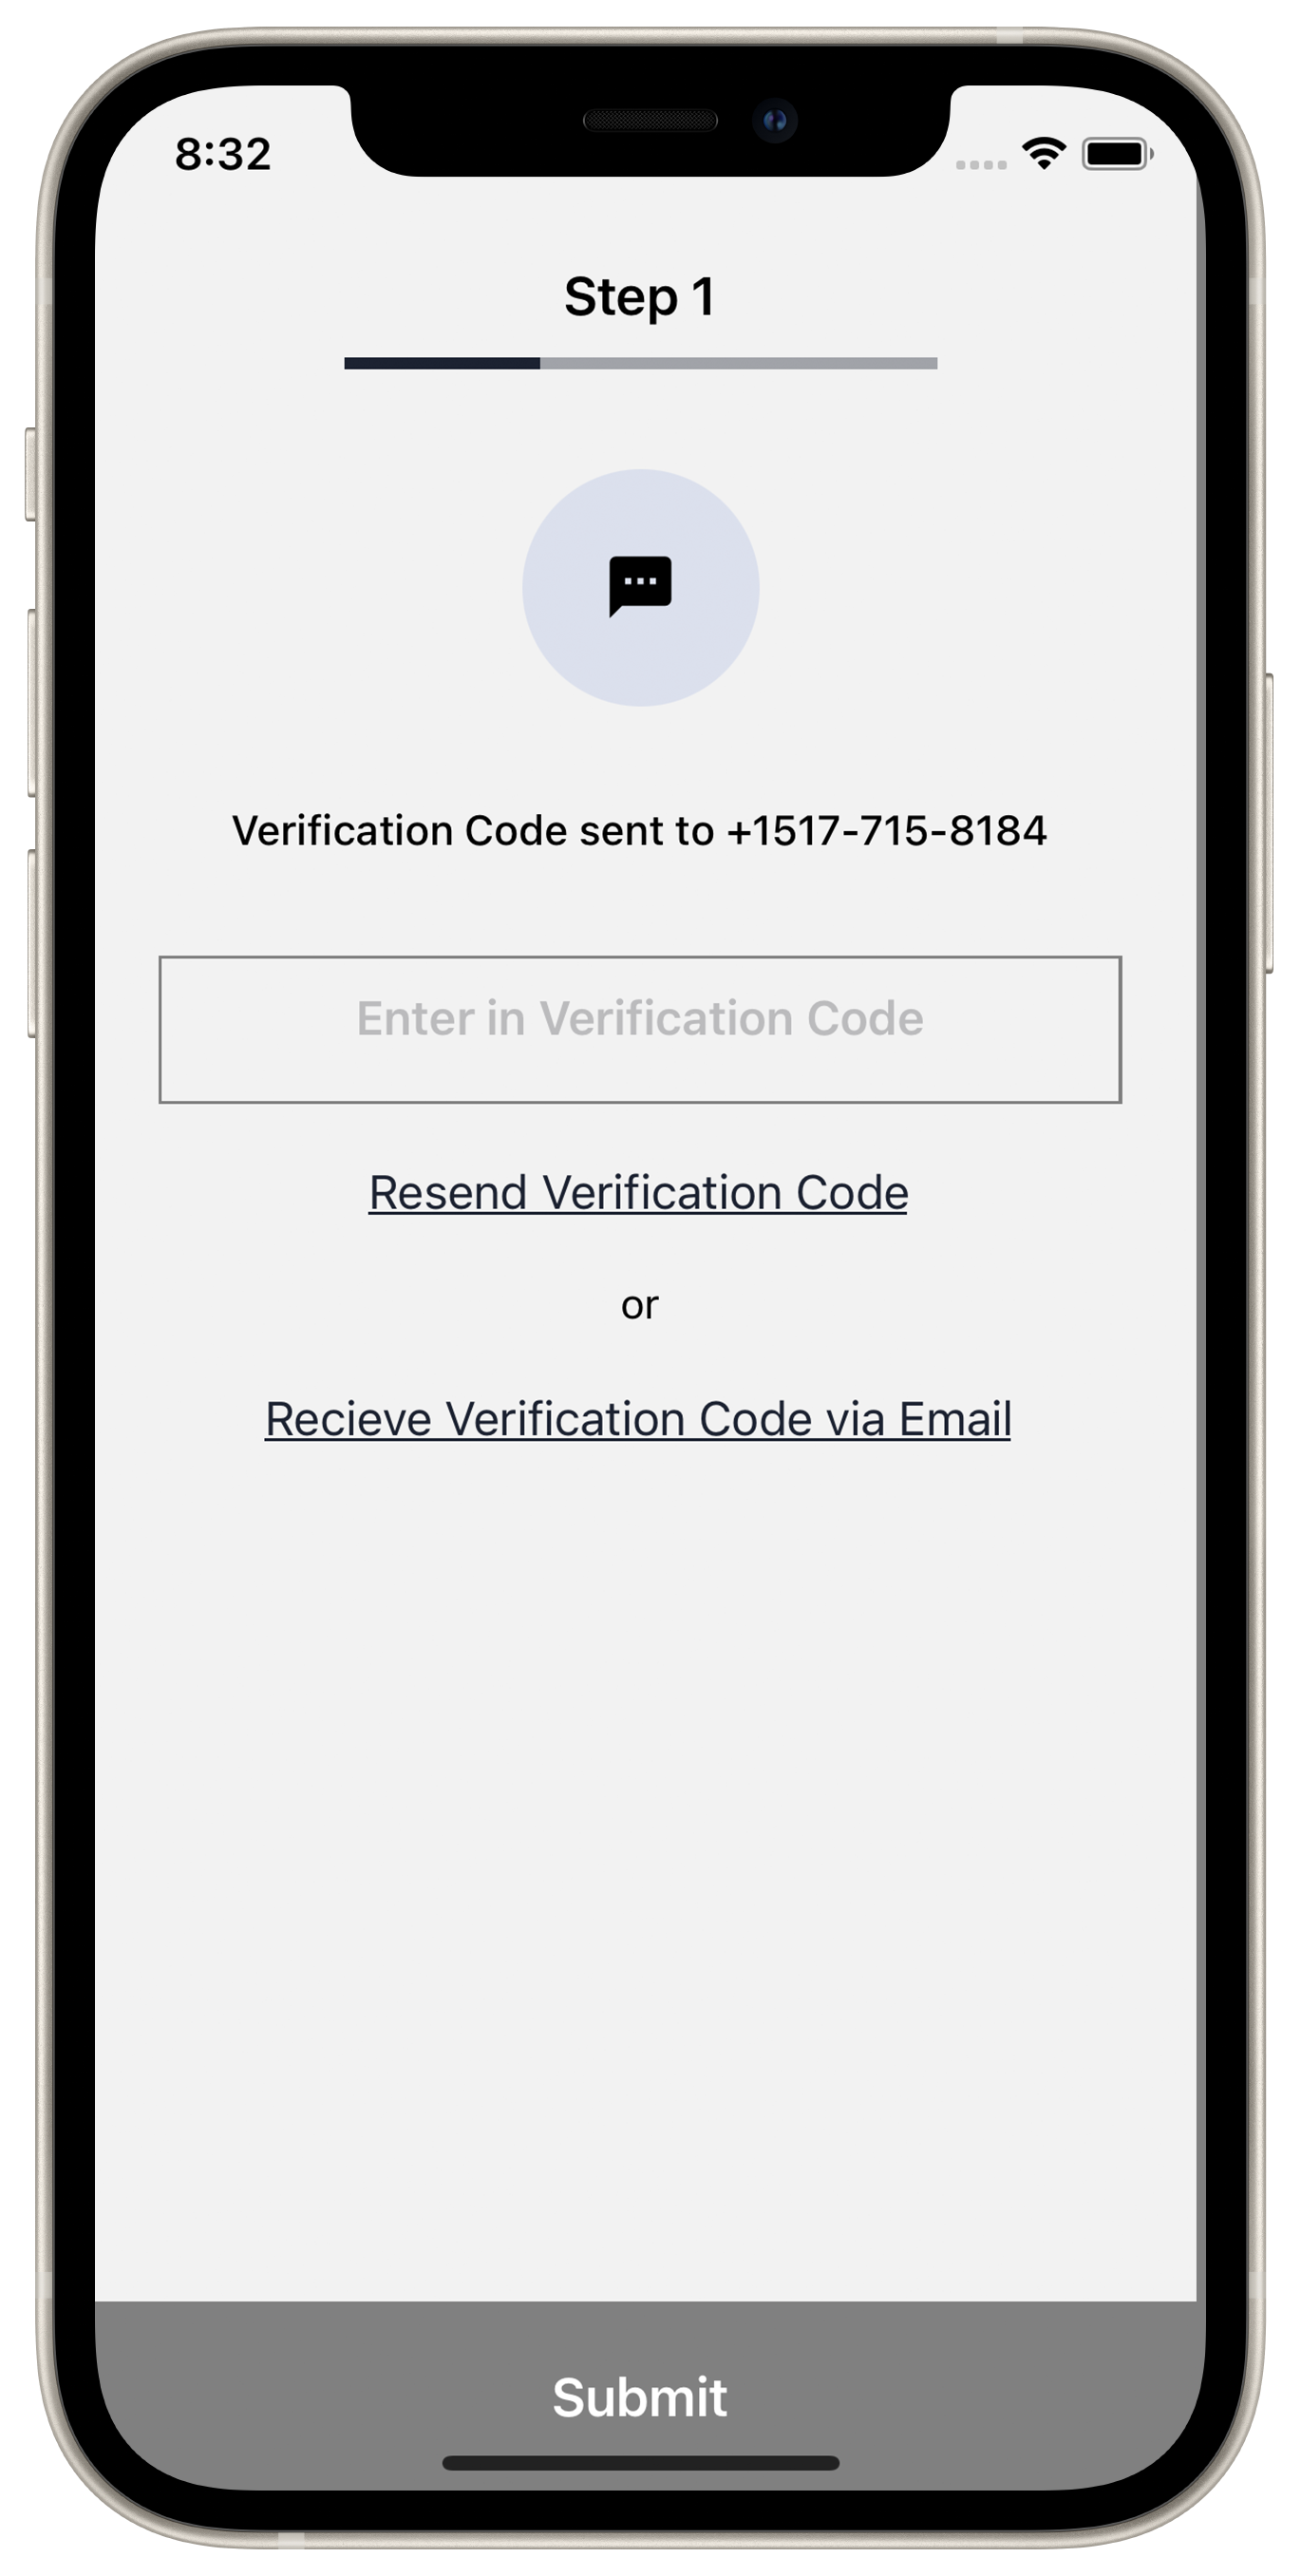 8:32
Step 1
Verification Code sent to +1517-715-8184
Enter in Verification Code
Resend Verification Code
or
Recieve Verification Code via Email
Submit